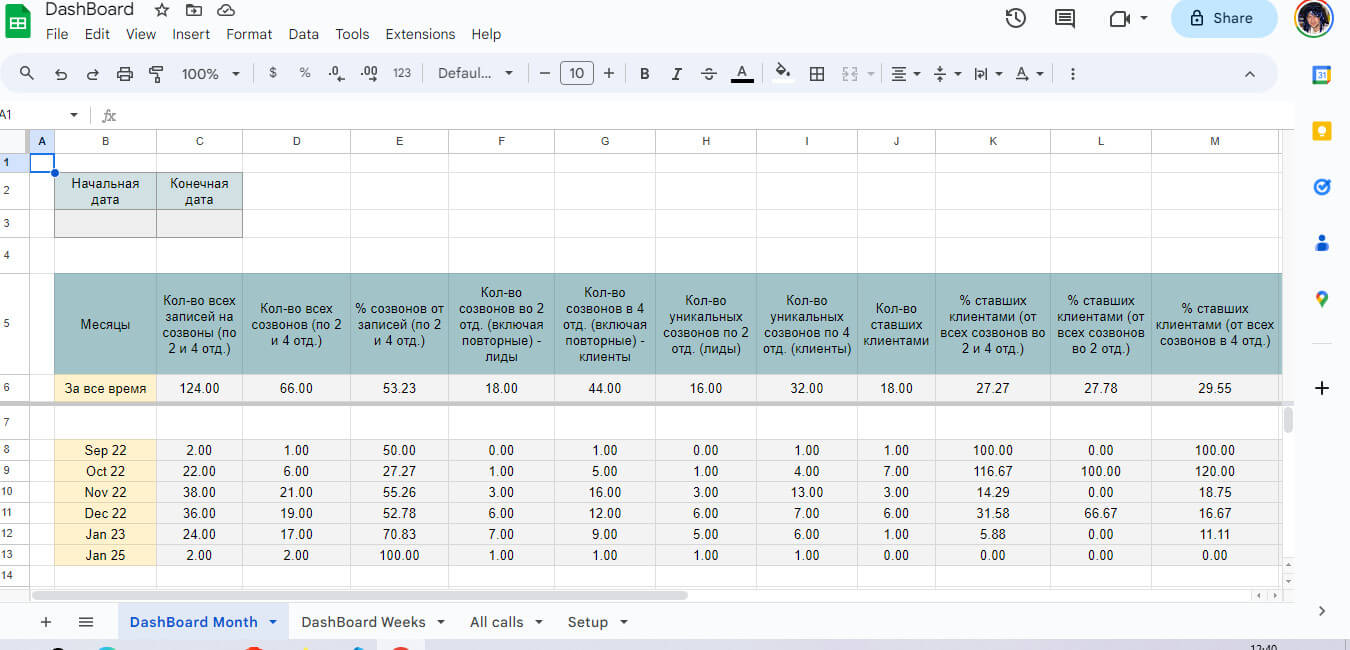 DashBoard
File Edit View Insert Format Data Tools Extensions Help
Share
100% $ % .0 .00 123 Defaul... 10 B I S A
31
A1 fx
A B C D E F G H I J K L M
1
2 Начальная дата Конечная дата
3
4
5 Месяцы
Кол-во всех записей на созвоны (по 2 и 4 отд.)
Кол-во всех созвонов (по 2 и 4 отд.)
% созвонов от записей (по 2 и 4 отд.)
Кол-во созвонов во 2 отд. (включая повторные) - лиды
Кол-во созвонов в 4 отд. (включая повторные) - клиенты
Кол-во уникальных созвонов по 2 отд. (лиды)
Кол-во уникальных созвонов по 4 отд. (клиенты)
Кол-во ставших клиентами
% ставших клиентами (от всех созвонов во 2 и 4 отд.)
% ставших клиентами (от всех созвонов во 2 отд.)
% ставших клиентами (от всех созвонов в 4 отд.)
6 За все время 124.00 66.00 53.23 18.00 44.00 16.00 32.00 18.00 27.27 27.78 29.55
7
8 Sep 22 2.00 1.00 50.00 0.00 1.00 0.00 1.00 1.00 100.00 0.00 100.00
9 Oct 22 22.00 6.00 27.27 1.00 5.00 1.00 4.00 7.00 116.67 100.00 120.00
10 Nov 22 38.00 21.00 55.26 3.00 16.00 3.00 13.00 3.00 14.29 0.00 18.75
11 Dec 22 36.00 19.00 52.78 6.00 12.00 6.00 7.00 6.00 31.58 66.67 16.67
12 Jan 23 24.00 17.00 70.83 7.00 9.00 5.00 6.00 1.00 5.88 0.00 11.11
13 Jan 25 2.00 2.00 100.00 1.00 1.00 1.00 1.00 0.00 0.00 0.00 0.00
14
DashBoard Month DashBoard Weeks All calls Setup